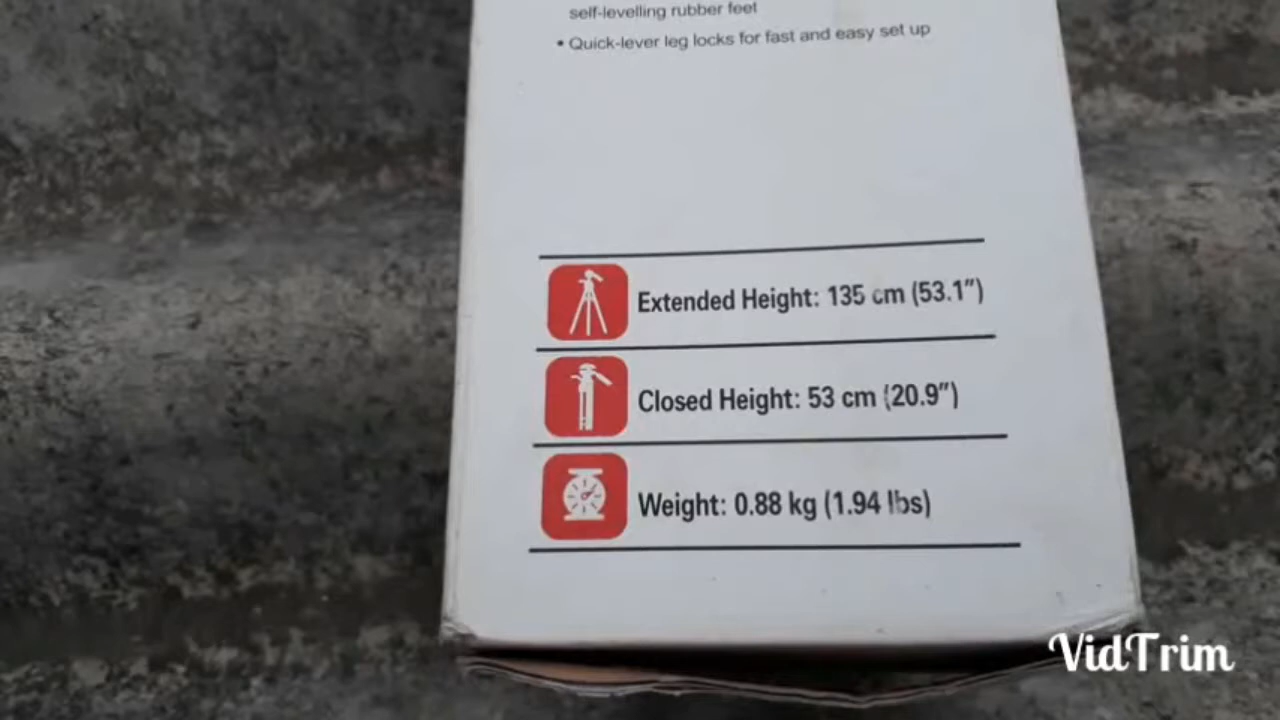 self-levelling rubber feet
• Quick-lever leg locks for fast and easy set up
Extended Height: 135 cm (53.1")
Closed Height: 53 cm (20.9")
Weight: 0.88 kg (1.94 lbs)
VidTrim